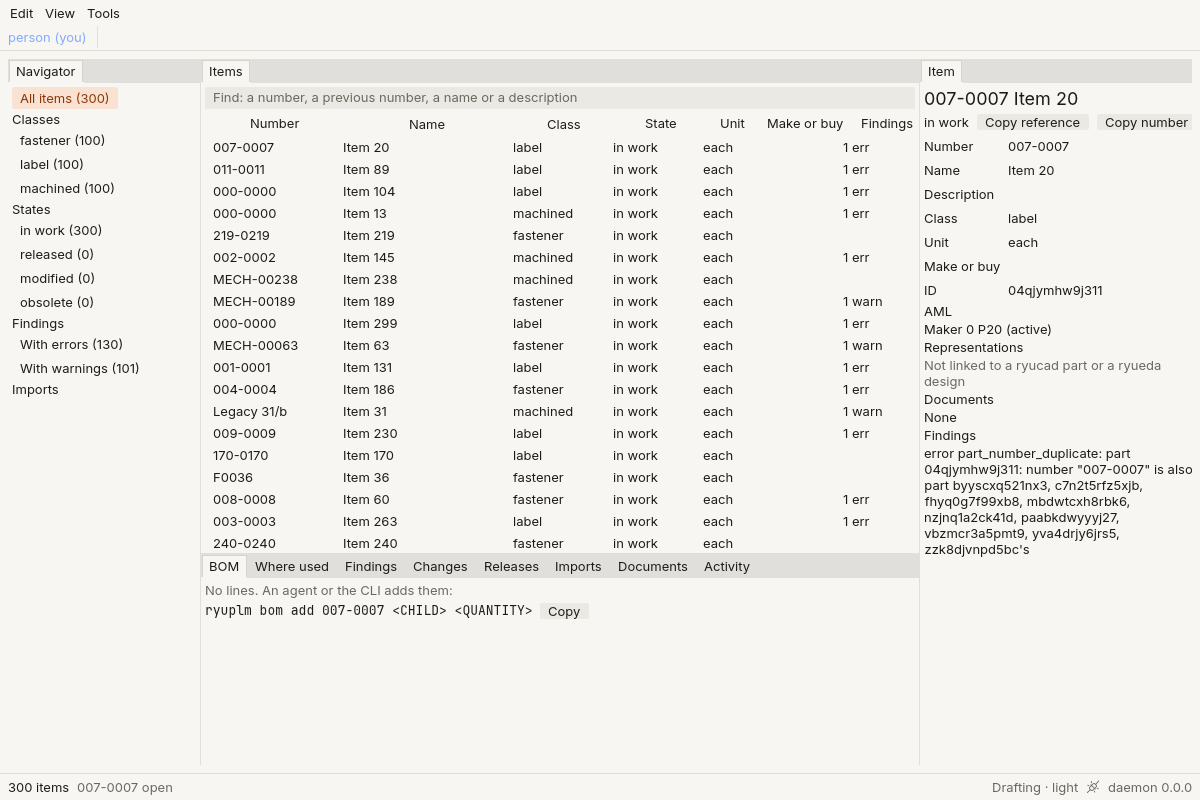 Edit View Tools
person (you)
Navigator
All items (300)
Classes
fastener (100)
label (100)
machined (100)
States
in work (300)
released (0)
modified (0)
obsolete (0)
Findings
With errors (130)
With warnings (101)
Imports
Items
Find: a number, a previous number, a name or a description
Number Name Class State Unit Make or buy Findings
007-0007 Item 20 label in work each 1 err
011-0011 Item 89 label in work each 1 err
000-0000 Item 104 label in work each 1 err
000-0000 Item 13 machined in work each 1 err
219-0219 Item 219 fastener in work each
002-0002 Item 145 machined in work each 1 err
MECH-00238 Item 238 machined in work each
MECH-00189 Item 189 fastener in work each 1 warn
000-0000 Item 299 label in work each 1 err
MECH-00063 Item 63 fastener in work each 1 warn
001-0001 Item 131 label in work each 1 err
004-0004 Item 186 fastener in work each 1 err
Legacy 31/b Item 31 machined in work each 1 warn
009-0009 Item 230 label in work each 1 err
170-0170 Item 170 label in work each
F0036 Item 36 fastener in work each
008-0008 Item 60 fastener in work each 1 err
003-0003 Item 263 label in work each 1 err
240-0240 Item 240 fastener in work each
BOM Where used Findings Changes Releases Imports Documents Activity
No lines. An agent or the CLI adds them:
ryuplm bom add 007-0007 <CHILD> <QUANTITY> Copy
Item
007-0007 Item 20
in work Copy reference Copy number
Number 007-0007
Name Item 20
Description
Class label
Unit each
Make or buy
ID 04qjymhw9j311
AML
Maker 0 P20 (active)
Representations
Not linked to a ryucad part or a ryueda
design
Documents
None
Findings
error part_number_duplicate: part
04qjymhw9j311: number "007-0007" is also
part byyscxq521nx3, c7n2t5rfz5xjb,
fhyq0g7f99xb8, mbdwtcxh8rbk6,
nzjnq1a2ck41d, paabkdwyyyj27,
vbzmcr3a5pmt9, yva4drjy6jrs5,
zzk8djvnpd5bc's
300 items 007-0007 open
Drafting · light daemon 0.0.0